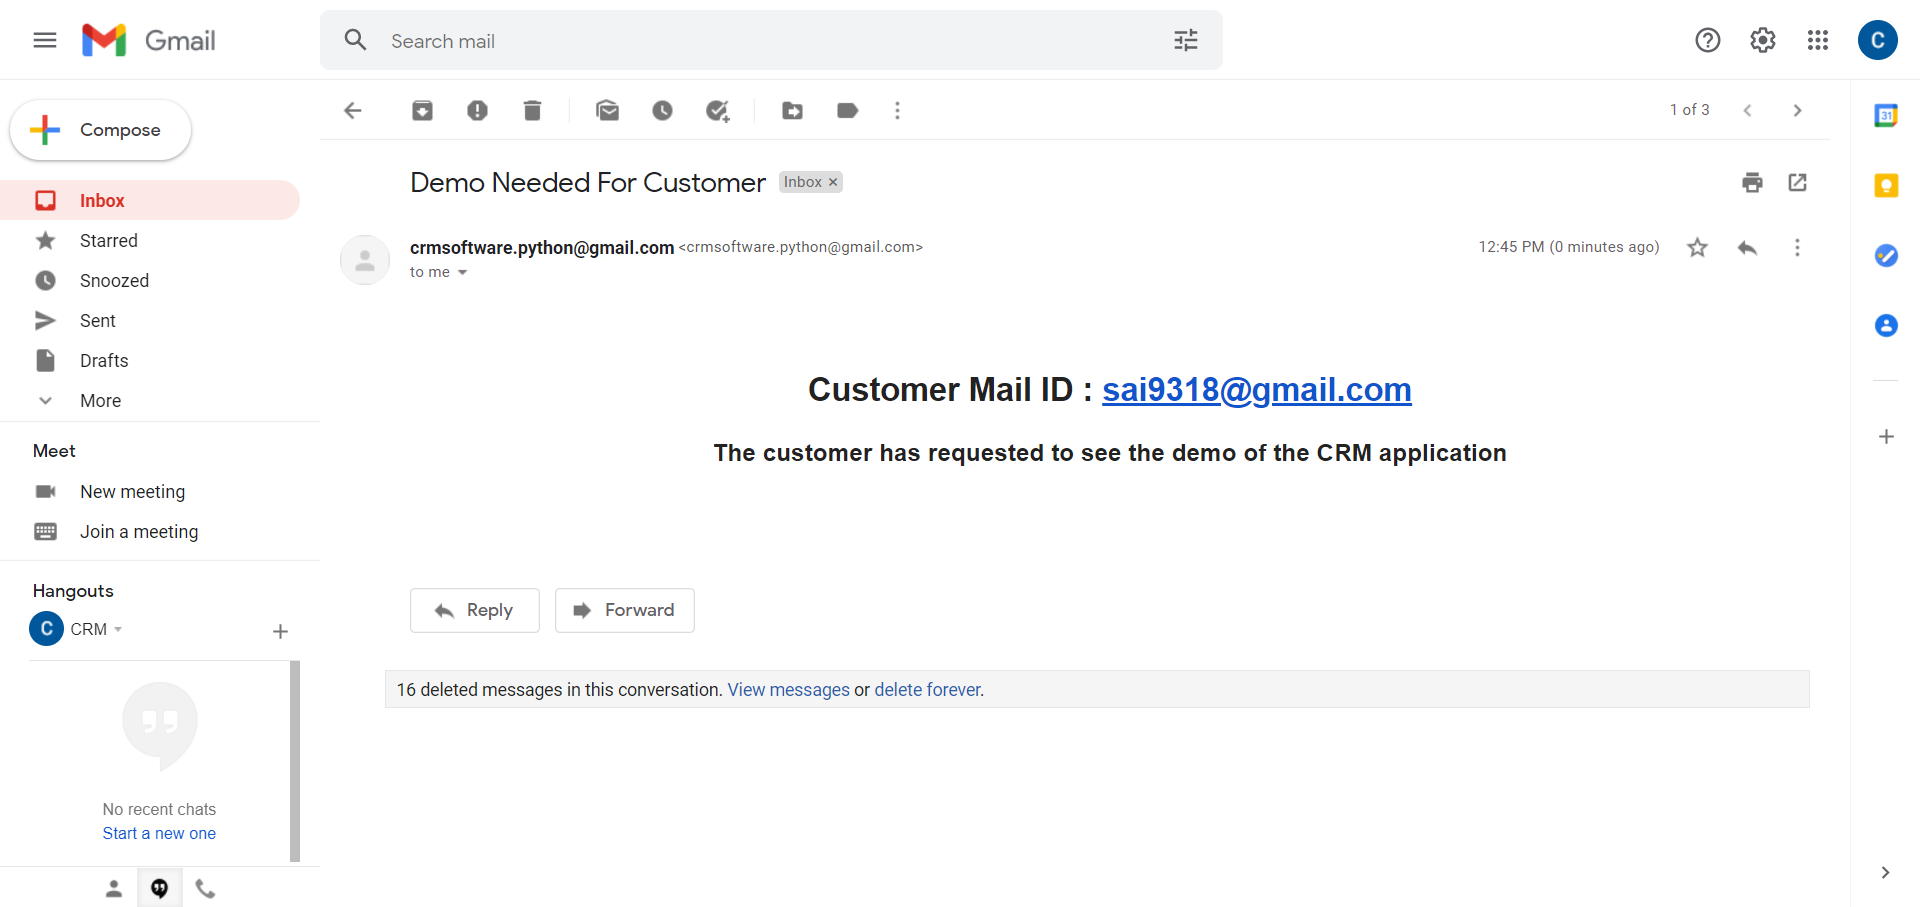 Gmail
Search mail
C
Compose
1 of 3
31
Inbox
Starred
Snoozed
Sent
Drafts
More
Meet
New meeting
Join a meeting
Hangouts
C CRM
No recent chats
Start a new one
Demo Needed For Customer Inbox ×
crmsoftware.python@gmail.com <crmsoftware.python@gmail.com> 12:45 PM (0 minutes ago)
to me
Customer Mail ID : sai9318@gmail.com
The customer has requested to see the demo of the CRM application
Reply Forward
16 deleted messages in this conversation. View messages or delete forever.